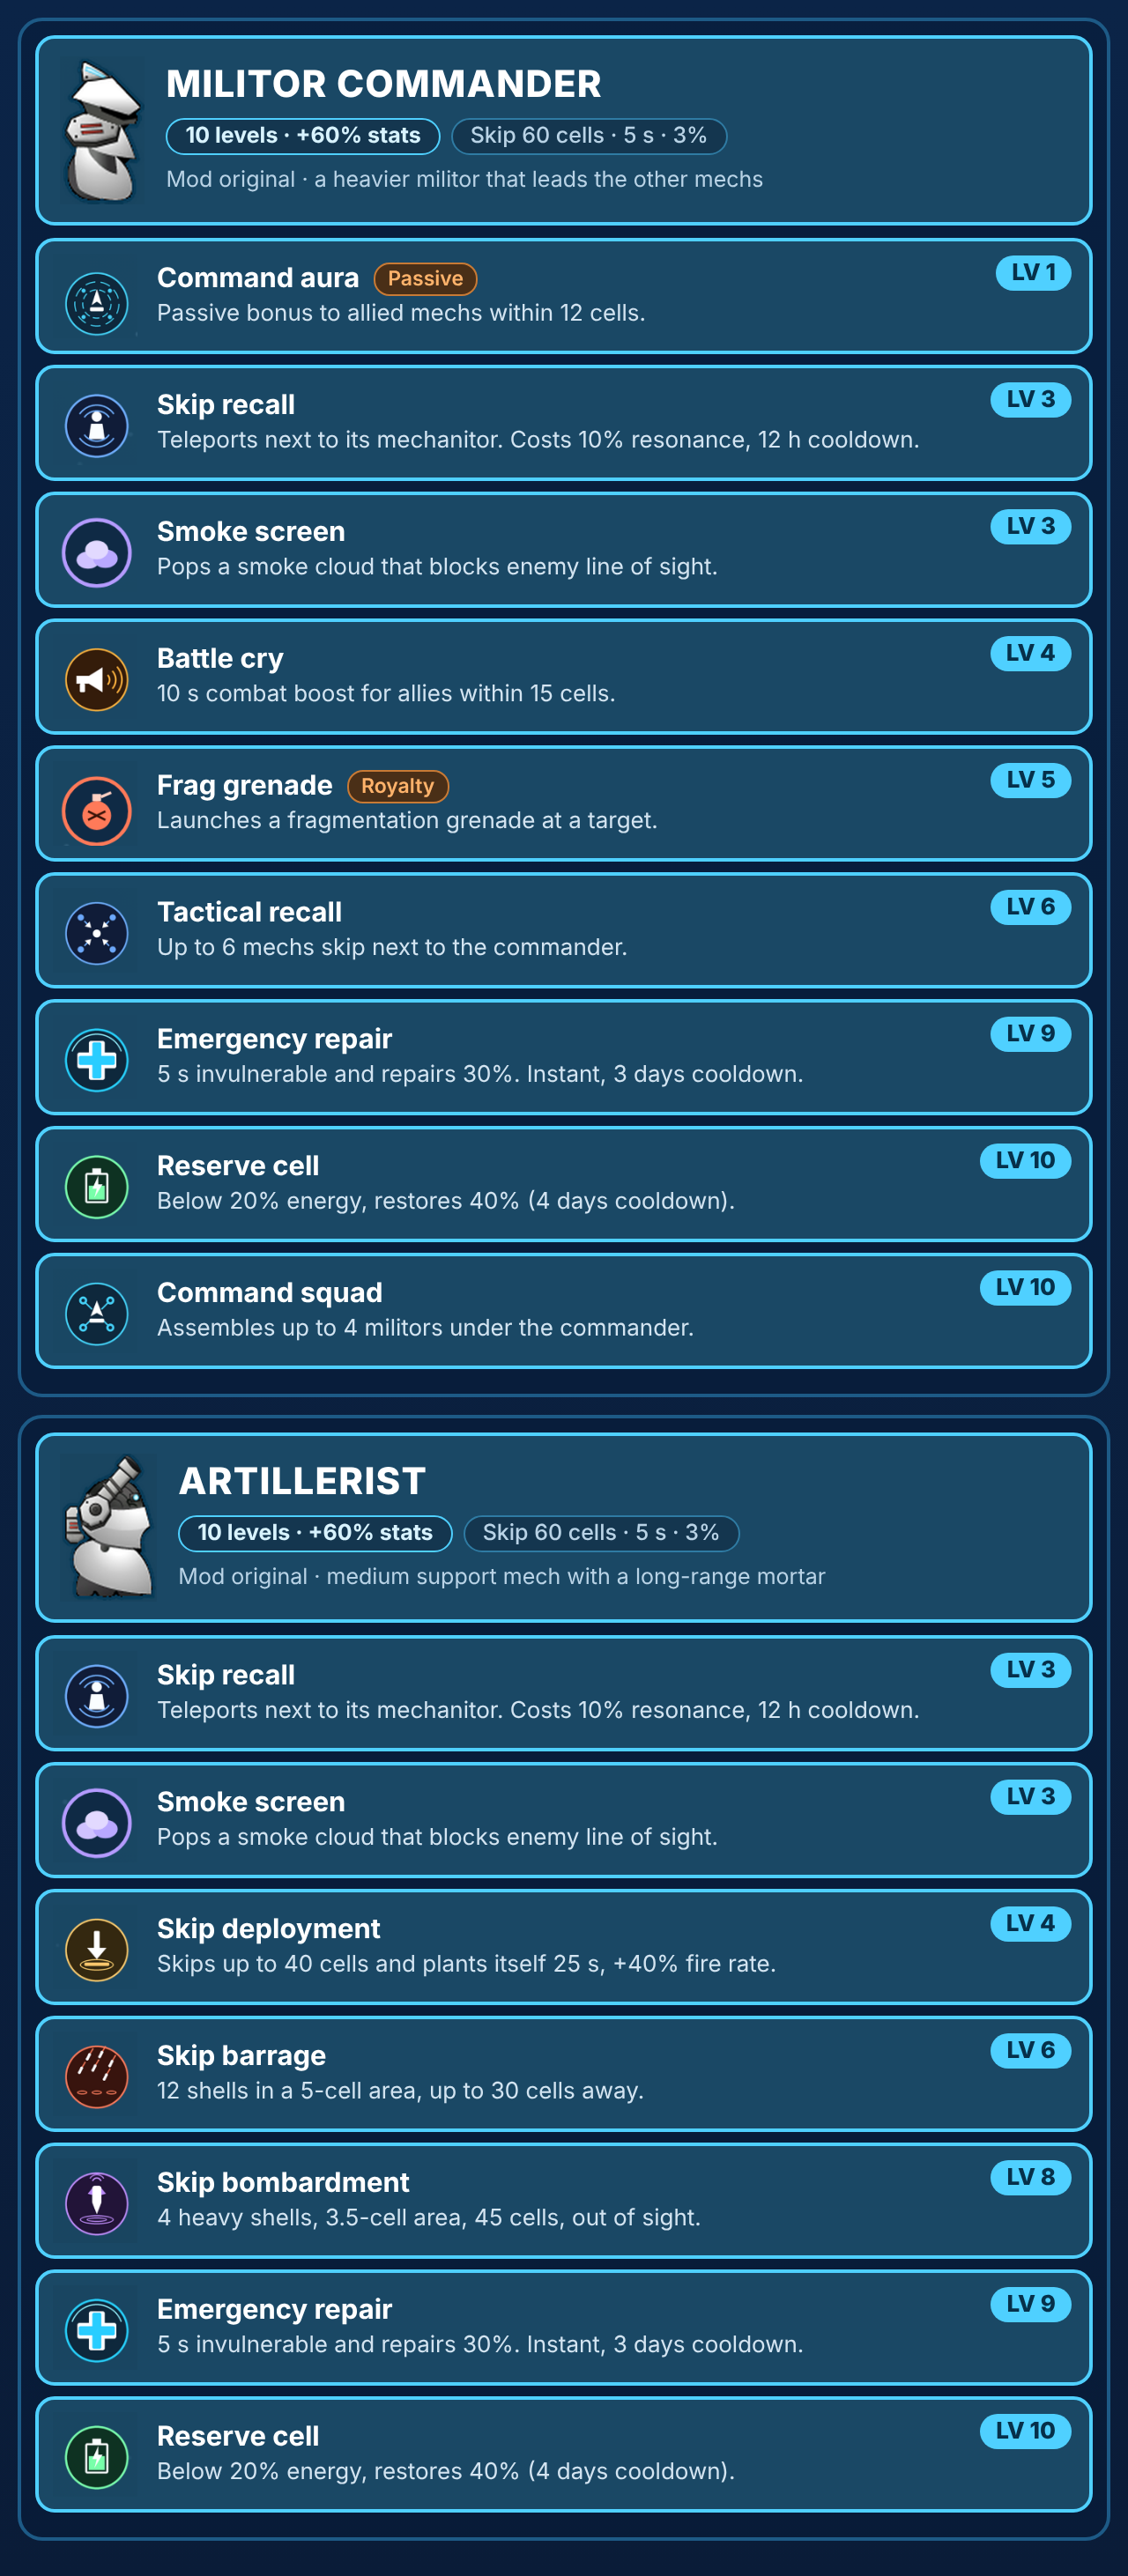 MILITOR COMMANDER
10 levels · +60% stats
Skip 60 cells · 5 s · 3%
Mod original · a heavier militor that leads the other mechs
Command aura
Passive
LV 1
Passive bonus to allied mechs within 12 cells.
Skip recall
LV 3
Teleports next to its mechanitor. Costs 10% resonance, 12 h cooldown.
Smoke screen
LV 3
Pops a smoke cloud that blocks enemy line of sight.
Battle cry
LV 4
10 s combat boost for allies within 15 cells.
Frag grenade
Royalty
LV 5
Launches a fragmentation grenade at a target.
Tactical recall
LV 6
Up to 6 mechs skip next to the commander.
Emergency repair
LV 9
5 s invulnerable and repairs 30%. Instant, 3 days cooldown.
Reserve cell
LV 10
Below 20% energy, restores 40% (4 days cooldown).
Command squad
LV 10
Assembles up to 4 militors under the commander.
ARTILLERIST
10 levels · +60% stats
Skip 60 cells · 5 s · 3%
Mod original · medium support mech with a long-range mortar
Skip recall
LV 3
Teleports next to its mechanitor. Costs 10% resonance, 12 h cooldown.
Smoke screen
LV 3
Pops a smoke cloud that blocks enemy line of sight.
Skip deployment
LV 4
Skips up to 40 cells and plants itself 25 s, +40% fire rate.
Skip barrage
LV 6
12 shells in a 5-cell area, up to 30 cells away.
Skip bombardment
LV 8
4 heavy shells, 3.5-cell area, 45 cells, out of sight.
Emergency repair
LV 9
5 s invulnerable and repairs 30%. Instant, 3 days cooldown.
Reserve cell
LV 10
Below 20% energy, restores 40% (4 days cooldown).